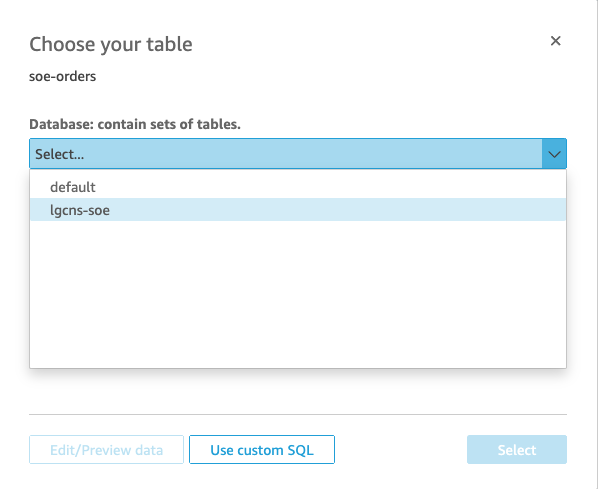 Choose your table
soe-orders
Database: contain sets of tables.
Select...
default
lgcns-soe
Edit/Preview data
Use custom SQL
Select